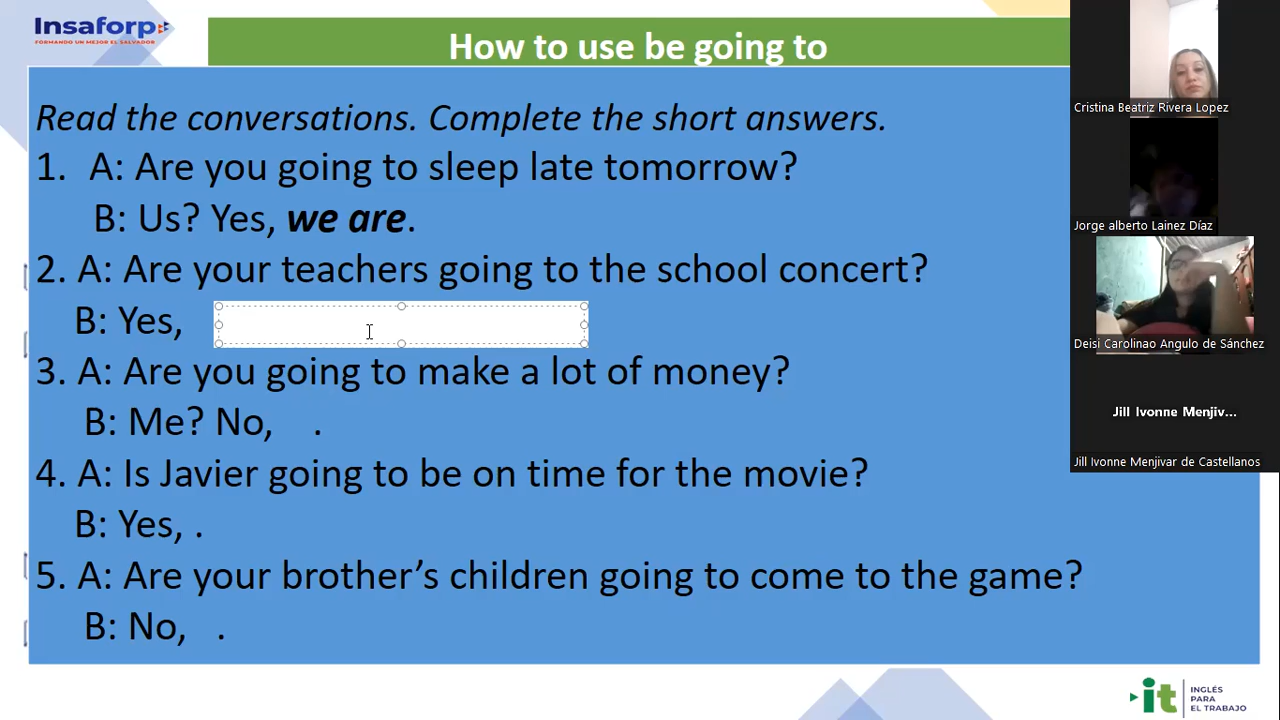 Insaforp
FORMANDO UN MEJOR EL SALVADOR
How to use be going to
Read the conversations. Complete the short answers.
1. A: Are you going to sleep late tomorrow?
B: Us? Yes, we are.
2. A: Are your teachers going to the school concert?
B: Yes,
3. A: Are you going to make a lot of money?
B: Me? No, .
4. A: Is Javier going to be on time for the movie?
B: Yes, .
5. A: Are your brother’s children going to come to the game?
B: No, .
Cristina Beatriz Rivera Lopez
Jorge alberto Lainez Díaz
Deisi Carolinao Angulo de Sánchez
Jill Ivonne Menjiv...
Jill Ivonne Menjivar de Castellanos
it
INGLÉS
PARA
EL TRABAJO